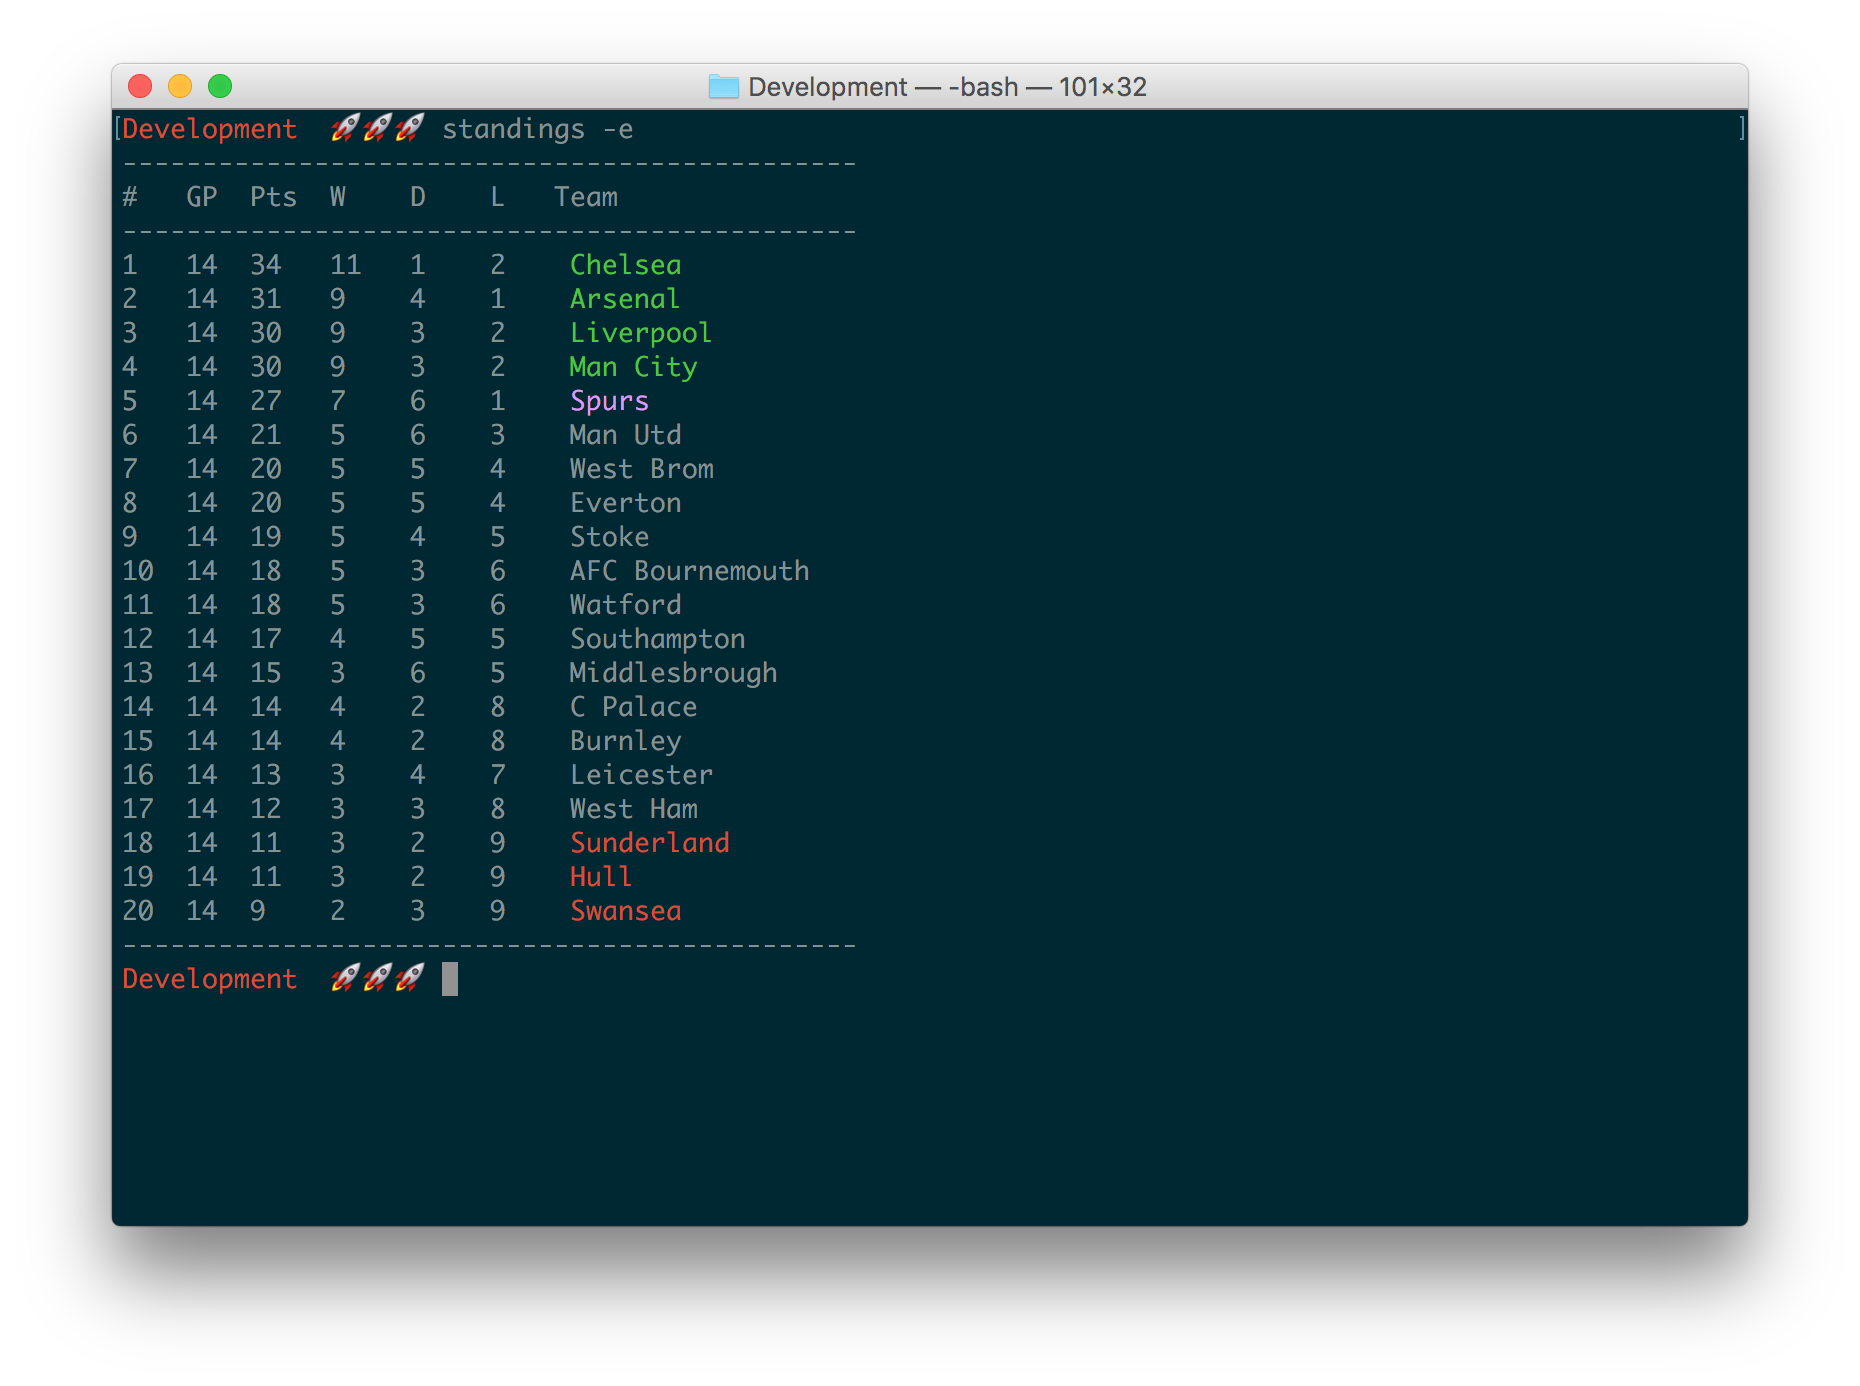 Development — -bash — 101×32
[Development 🚀🚀🚀 standings -e ]
----------------------------------------------
# GP Pts W D L Team
----------------------------------------------
1 14 34 11 1 2 Chelsea
2 14 31 9 4 1 Arsenal
3 14 30 9 3 2 Liverpool
4 14 30 9 3 2 Man City
5 14 27 7 6 1 Spurs
6 14 21 5 6 3 Man Utd
7 14 20 5 5 4 West Brom
8 14 20 5 5 4 Everton
9 14 19 5 4 5 Stoke
10 14 18 5 3 6 AFC Bournemouth
11 14 18 5 3 6 Watford
12 14 17 4 5 5 Southampton
13 14 15 3 6 5 Middlesbrough
14 14 14 4 2 8 C Palace
15 14 14 4 2 8 Burnley
16 14 13 3 4 7 Leicester
17 14 12 3 3 8 West Ham
18 14 11 3 2 9 Sunderland
19 14 11 3 2 9 Hull
20 14 9 2 3 9 Swansea
----------------------------------------------
Development 🚀🚀🚀